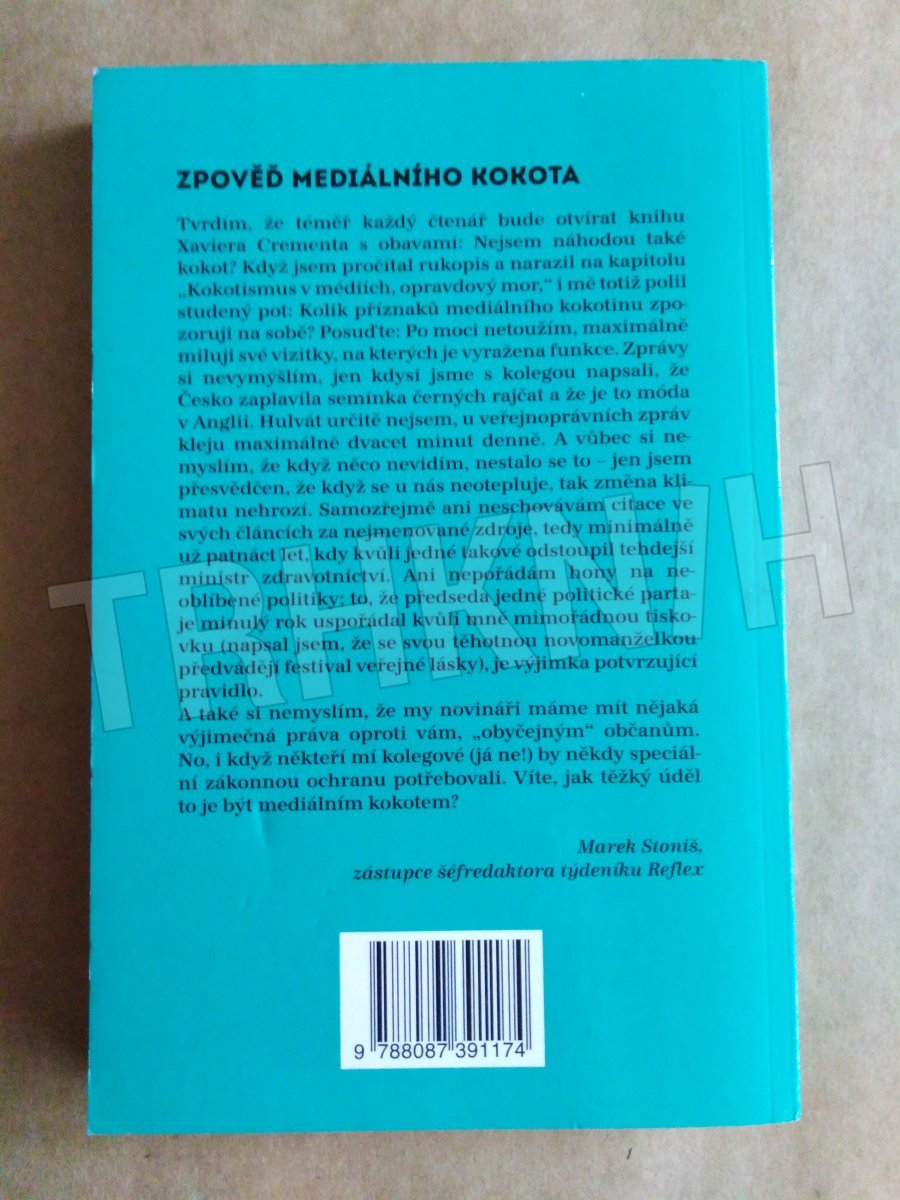 ZPOVĚĎ MEDIÁLNÍHO KOKOTA
Tvrdím, že téměř každý čtenář bude otvírat knihu
Xaviera Crementa s obavami: Nejsem náhodou také
kokot? Když jsem pročítal rukopis a narazil na kapitolu
„Kokotismus v médiích, opravdový mor,“ i mě totiž polil
studený pot: Kolik příznaků mediálního kokotinu zpo-
zoruji na sobě? Posuďte: Po moci netoužím, maximálně
miluji své vizitky, na kterých je vyražena funkce. Zprávy
si nevymýšlím, jen kdysi jsme s kolegou napsali, že
Česko zaplavila semínka černých rajčat a že je to móda
v Anglii. Hulvát určitě nejsem, u veřejnoprávních zpráv
kleju maximálně dvacet minut denně. A vůbec si ne-
myslím, že když něco nevidím, nestalo se to – jen jsem
přesvědčen, že když se u nás neotepluje, tak změna kli-
matu nehrozí. Samozřejmě ani neschovávám citace ve
svých článcích za nejmenované zdroje, tedy minimálně
už patnáct let, kdy kvůli jedné takové odstoupil tehdejší
ministr zdravotnictví. Ani nepořádám hony na ne-
oblíbené politiky; to, že předseda jedné politické parta-
je minulý rok uspořádal kvůli mně mimořádnou tisko-
vku (napsal jsem, že se svou těhotnou novomanželkou
předvádějí festival veřejné lásky), je výjimka potvrzující
pravidlo.
A také si nemyslím, že my novináři máme mít nějaká
výjimečná práva oproti vám, „obyčejným“ občanům.
No, i když někteří mí kolegové (já ne!) by někdy speciál-
ní zákonnou ochranu potřebovali. Víte, jak těžký úděl
to je být mediálním kokotem?
Marek Stoniš,
zástupce šéfredaktora týdeníku Reflex
9 788087 391174
TRHKNIH